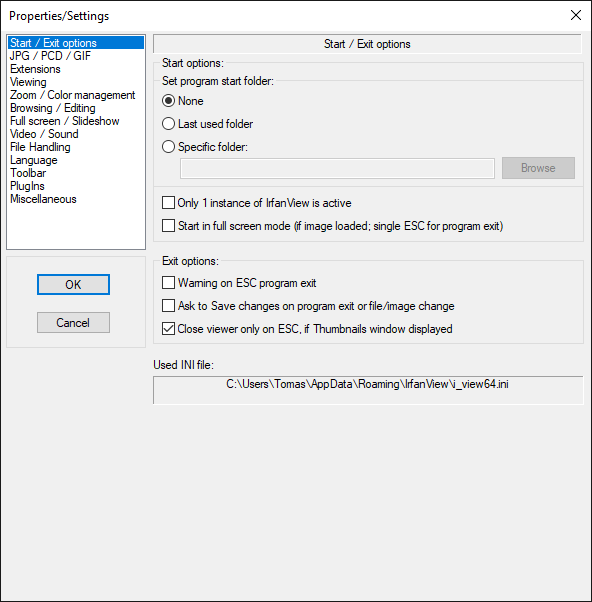 Properties/Settings
Start / Exit options
JPG / PCD / GIF
Extensions
Viewing
Zoom / Color management
Browsing / Editing
Full screen / Slideshow
Video / Sound
File Handling
Language
Toolbar
PlugIns
Miscellaneous
OK
Cancel
Start / Exit options
Start options:
Set program start folder:
None
Last used folder
Specific folder:
Browse
Only 1 instance of IrfanView is active
Start in full screen mode (if image loaded; single ESC for program exit)
Exit options:
Warning on ESC program exit
Ask to Save changes on program exit or file/image change
Close viewer only on ESC, if Thumbnails window displayed
Used INI file:
C:\Users\Tomas\AppData\Roaming\IrfanView\i_view64.ini